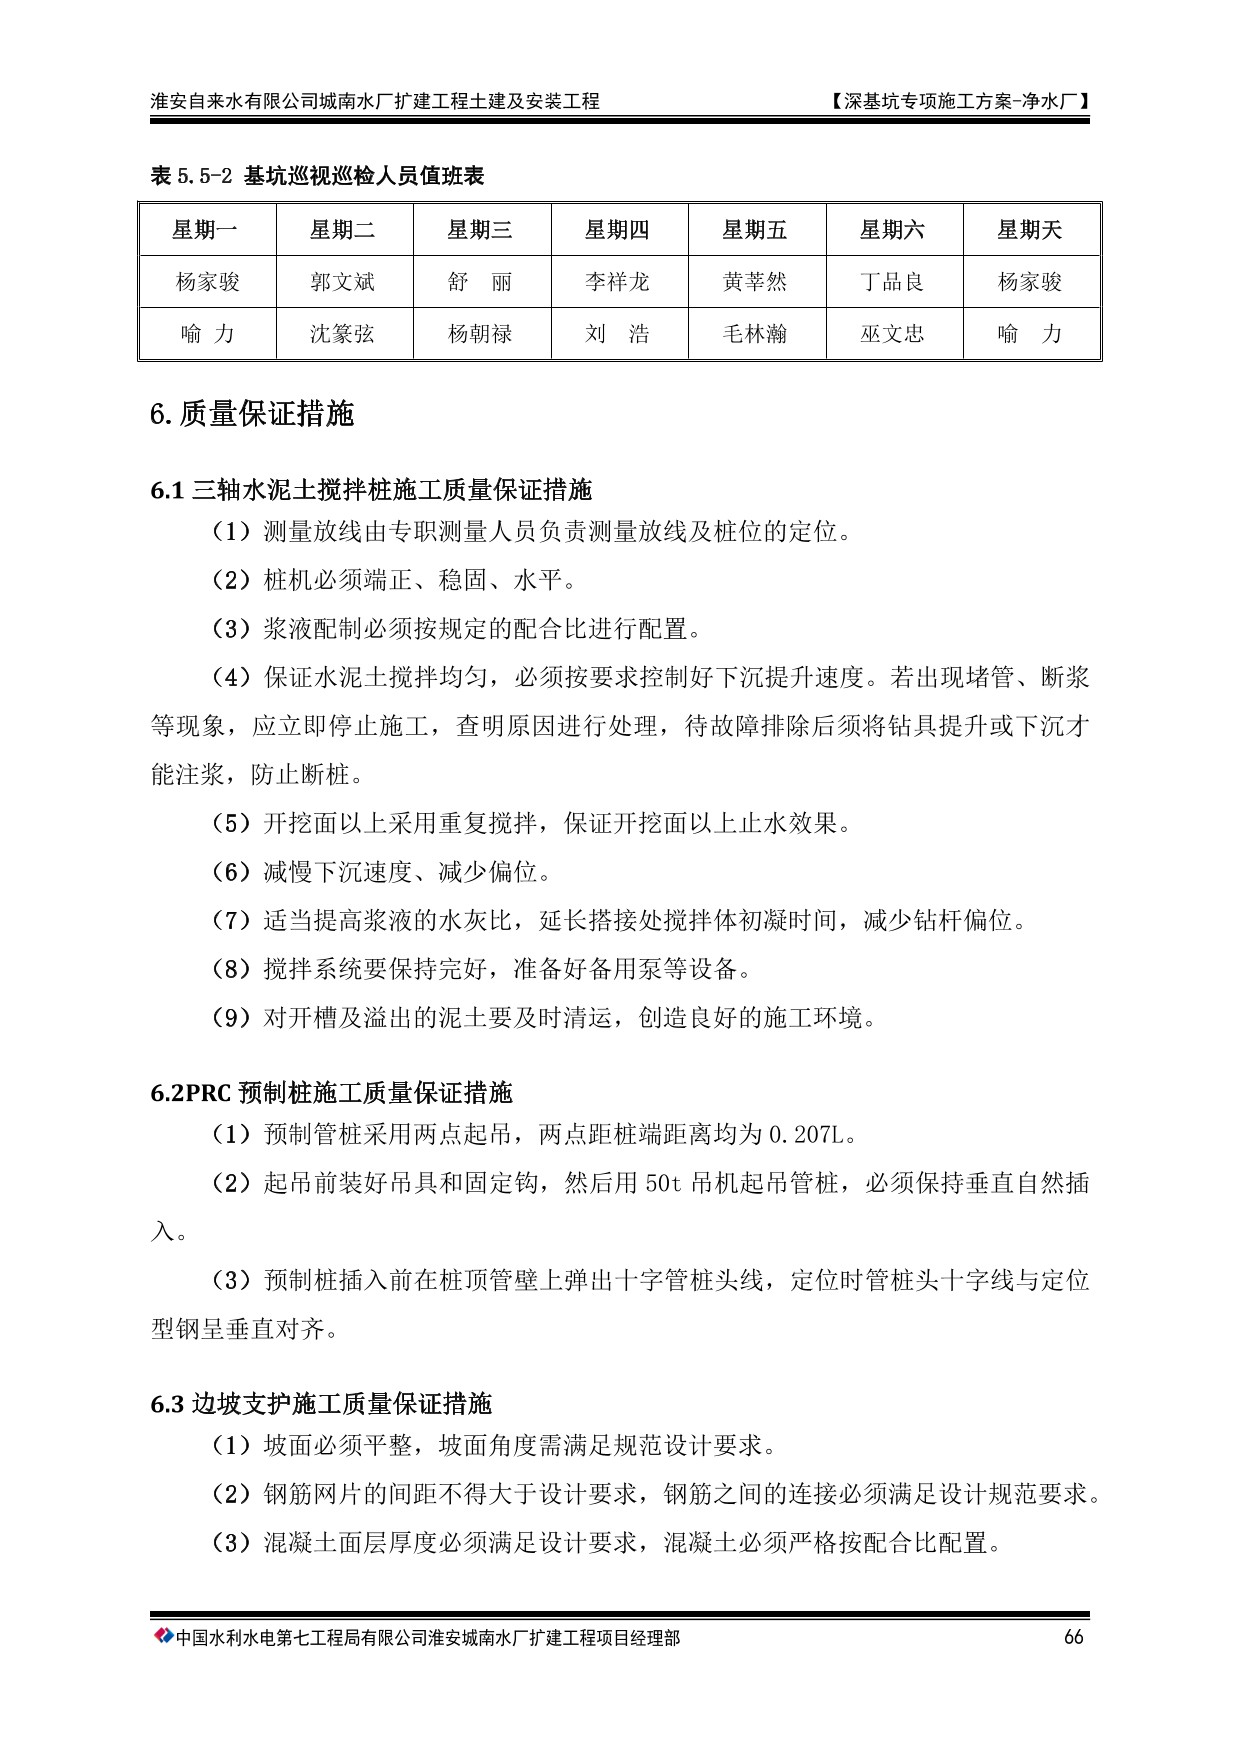 淮安自来水有限公司城南水厂扩建工程土建及安装工程 【深基坑专项施工方案-净水厂】
表 5.5-2 基坑巡视巡检人员值班表
星期一 星期二 星期三 星期四 星期五 星期六 星期天
杨家骏 郭文斌 舒　丽 李祥龙 黄莘然 丁品良 杨家骏
喻 力 沈篆弦 杨朝禄 刘　浩 毛林瀚 巫文忠 喻　力
6.质量保证措施
6.1 三轴水泥土搅拌桩施工质量保证措施
（1）测量放线由专职测量人员负责测量放线及桩位的定位。
（2）桩机必须端正、稳固、水平。
（3）浆液配制必须按规定的配合比进行配置。
（4）保证水泥土搅拌均匀，必须按要求控制好下沉提升速度。若出现堵管、断浆
等现象，应立即停止施工，查明原因进行处理，待故障排除后须将钻具提升或下沉才
能注浆，防止断桩。
（5）开挖面以上采用重复搅拌，保证开挖面以上止水效果。
（6）减慢下沉速度、减少偏位。
（7）适当提高浆液的水灰比，延长搭接处搅拌体初凝时间，减少钻杆偏位。
（8）搅拌系统要保持完好，准备好备用泵等设备。
（9）对开槽及溢出的泥土要及时清运，创造良好的施工环境。
6.2PRC 预制桩施工质量保证措施
（1）预制管桩采用两点起吊，两点距桩端距离均为 0.207L。
（2）起吊前装好吊具和固定钩，然后用 50t 吊机起吊管桩，必须保持垂直自然插
入。
（3）预制桩插入前在桩顶管壁上弹出十字管桩头线，定位时管桩头十字线与定位
型钢呈垂直对齐。
6.3 边坡支护施工质量保证措施
（1）坡面必须平整，坡面角度需满足规范设计要求。
（2）钢筋网片的间距不得大于设计要求，钢筋之间的连接必须满足设计规范要求。
（3）混凝土面层厚度必须满足设计要求，混凝土必须严格按配合比配置。
中国水利水电第七工程局有限公司淮安城南水厂扩建工程项目经理部 66